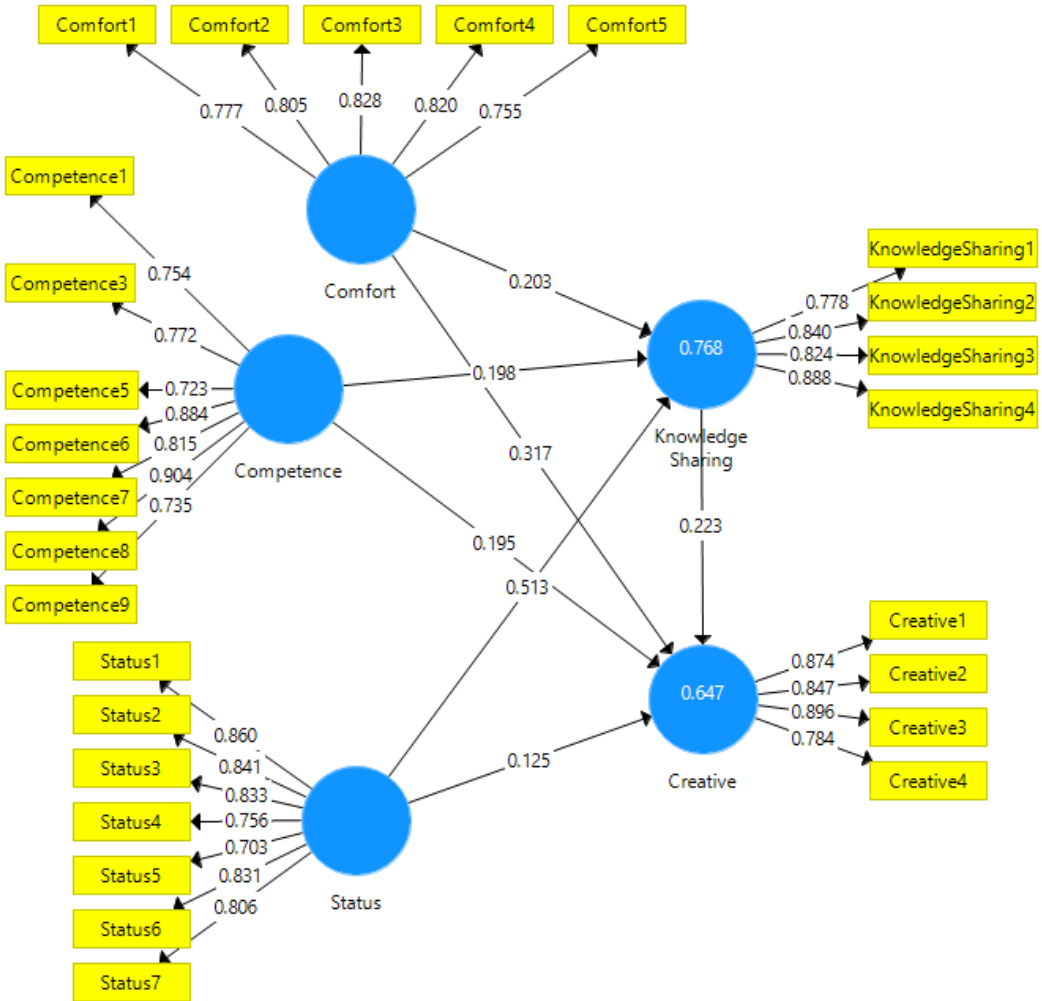 Comfort1
Comfort2
Comfort3
Comfort4
Comfort5
0.777
0.805
0.828
0.820
0.755
Competence1
0.754
Competence3
0.772
Competence5
0.723
Competence6
0.884
Competence7
0.815
Competence8
0.904
Competence9
0.735
Comfort
Competence
0.203
0.198
0.317
0.195
0.513
0.125
0.223
0.768
Knowledge
Sharing
KnowledgeSharing1
0.778
KnowledgeSharing2
0.840
KnowledgeSharing3
0.824
KnowledgeSharing4
0.888
0.647
Creative
Creative1
0.874
Creative2
0.847
Creative3
0.896
Creative4
0.784
Status1
0.860
Status2
0.841
Status3
0.833
Status4
0.756
Status5
0.703
Status6
0.831
Status7
0.806
Status